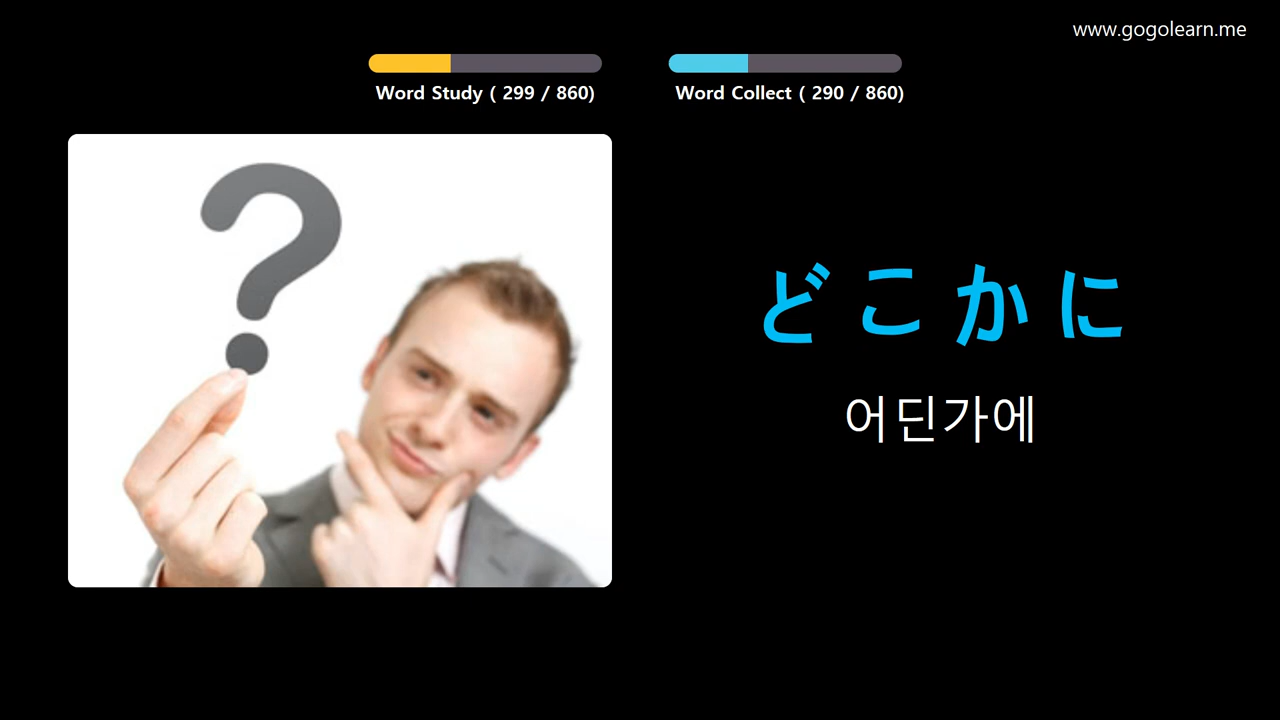 www.gogolearn.me
Word Study ( 299 / 860)
Word Collect ( 290 / 860)
?
どこかに
어딘가에